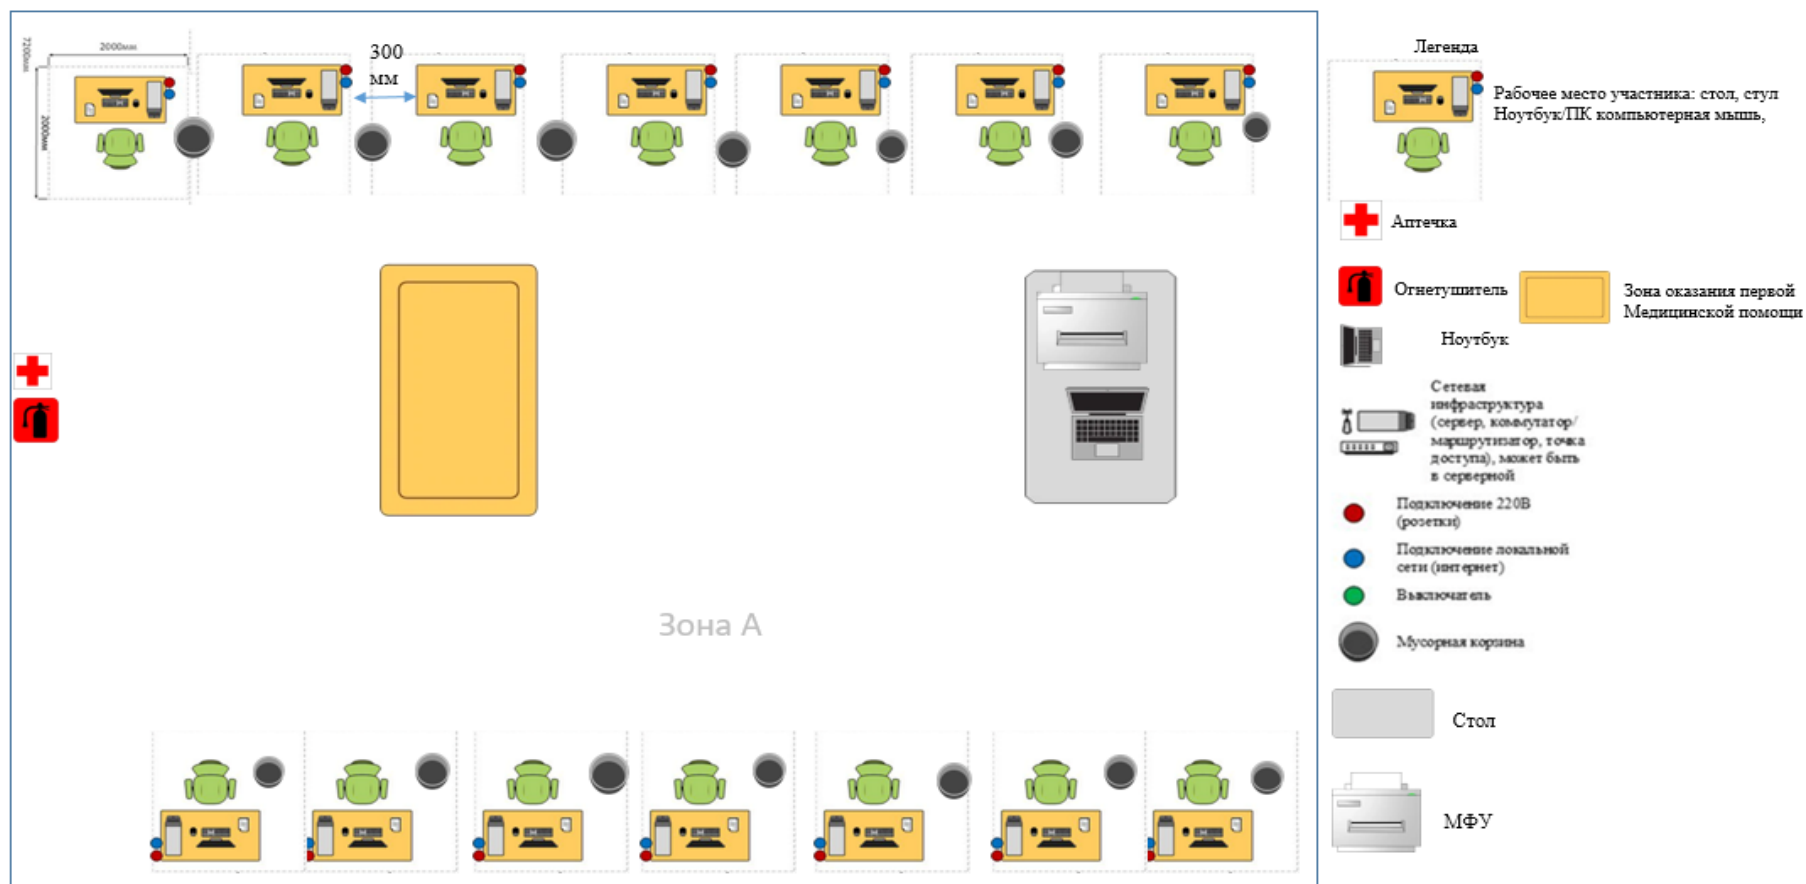 7200мм
2000мм
2000мм
300
мм
Зона А
Легенда
Рабочее место участника: стол, стул
Ноутбук/ПК компьютерная мышь,
Аптечка
Огнетушитель
Зона оказания первой
Медицинской помощи
Ноутбук
Сетевая
инфраструктура
(сервер, коммутатор/
маршрутизатор, точка
доступа), может быть
в серверной
Подключение 220В
(розетки)
Подключение локальной
сети (интернет)
Выключатель
Мусорная корзина
Стол
МФУ